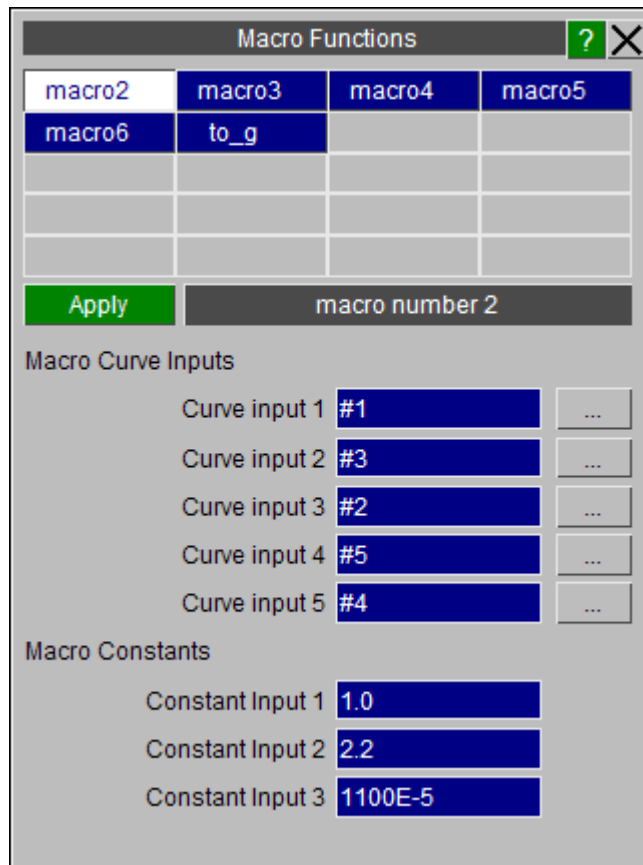 Macro Functions ? X
macro2 macro3 macro4 macro5
macro6 to_g
Apply macro number 2
Macro Curve Inputs
Curve input 1 #1 ...
Curve input 2 #3 ...
Curve input 3 #2 ...
Curve input 4 #5 ...
Curve input 5 #4 ...
Macro Constants
Constant Input 1 1.0
Constant Input 2 2.2
Constant Input 3 1100E-5